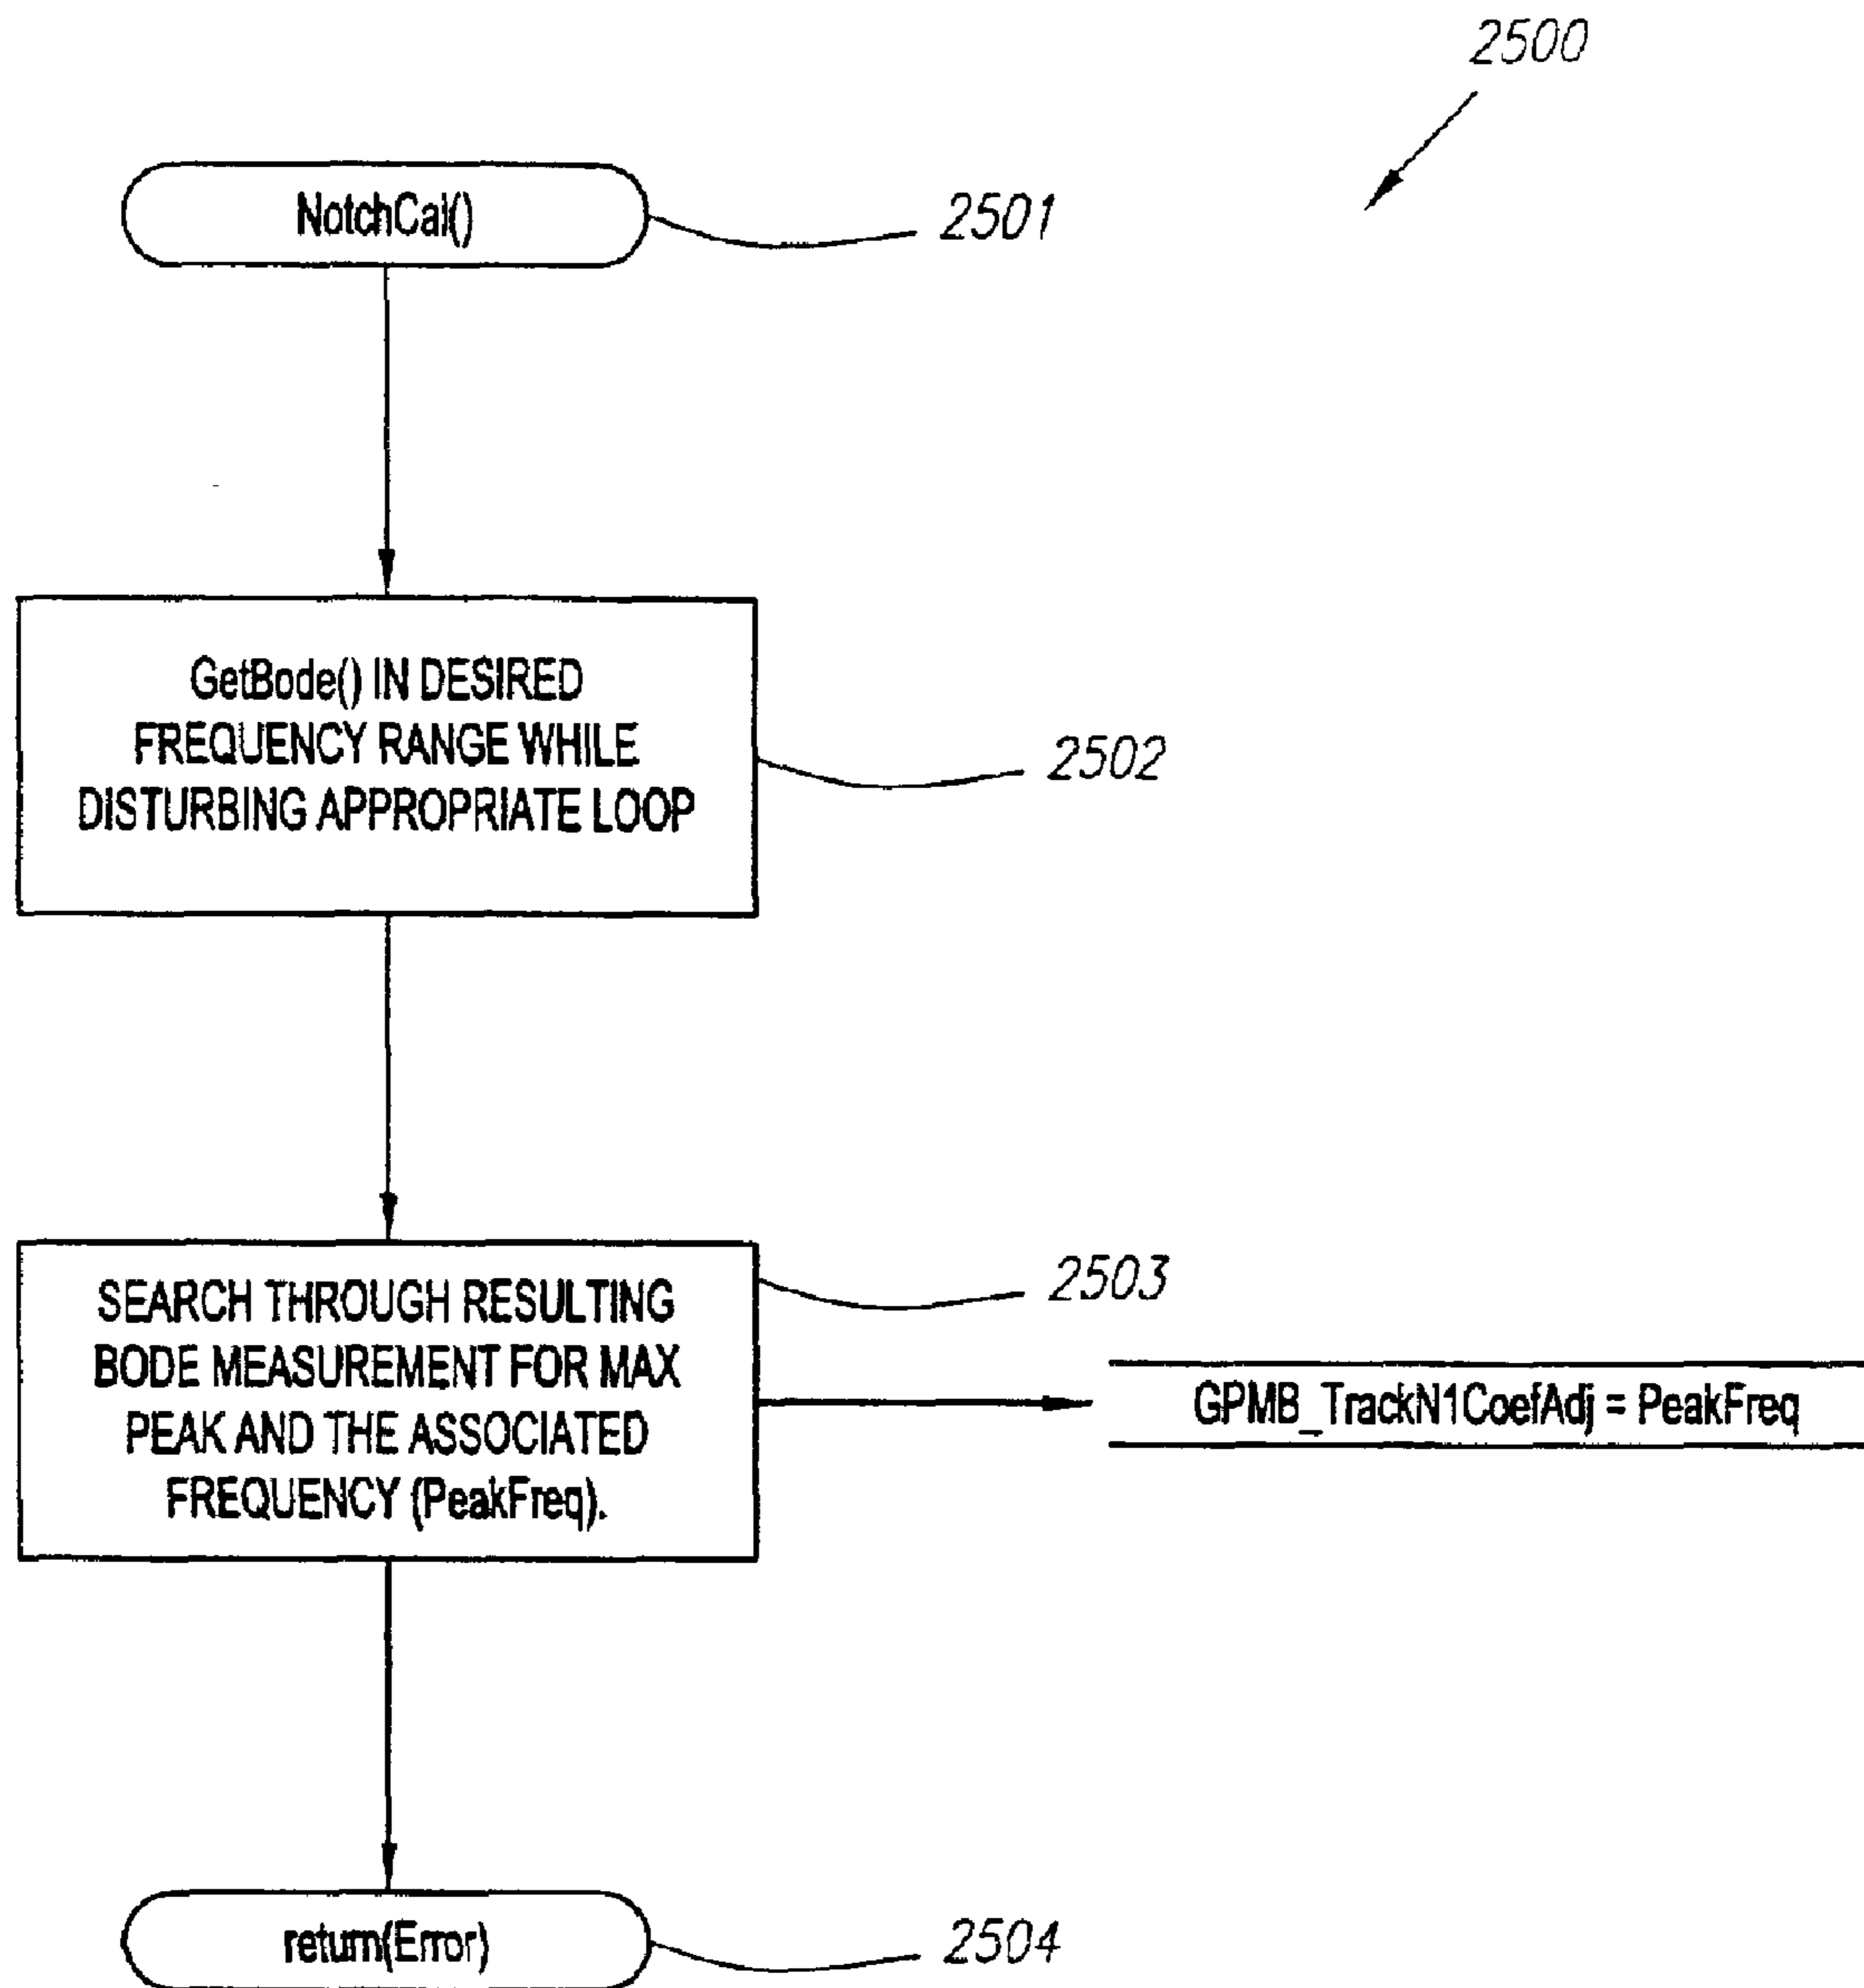 2500
NotchCal()
2501
GetBode() IN DESIRED
FREQUENCY RANGE WHILE
DISTURBING APPROPRIATE LOOP
2502
SEARCH THROUGH RESULTING
BODE MEASUREMENT FOR MAX
PEAK AND THE ASSOCIATED
FREQUENCY (PeakFreq).
2503
GPMB_TrackN1CoefAdj = PeakFreq
return(Error)
2504